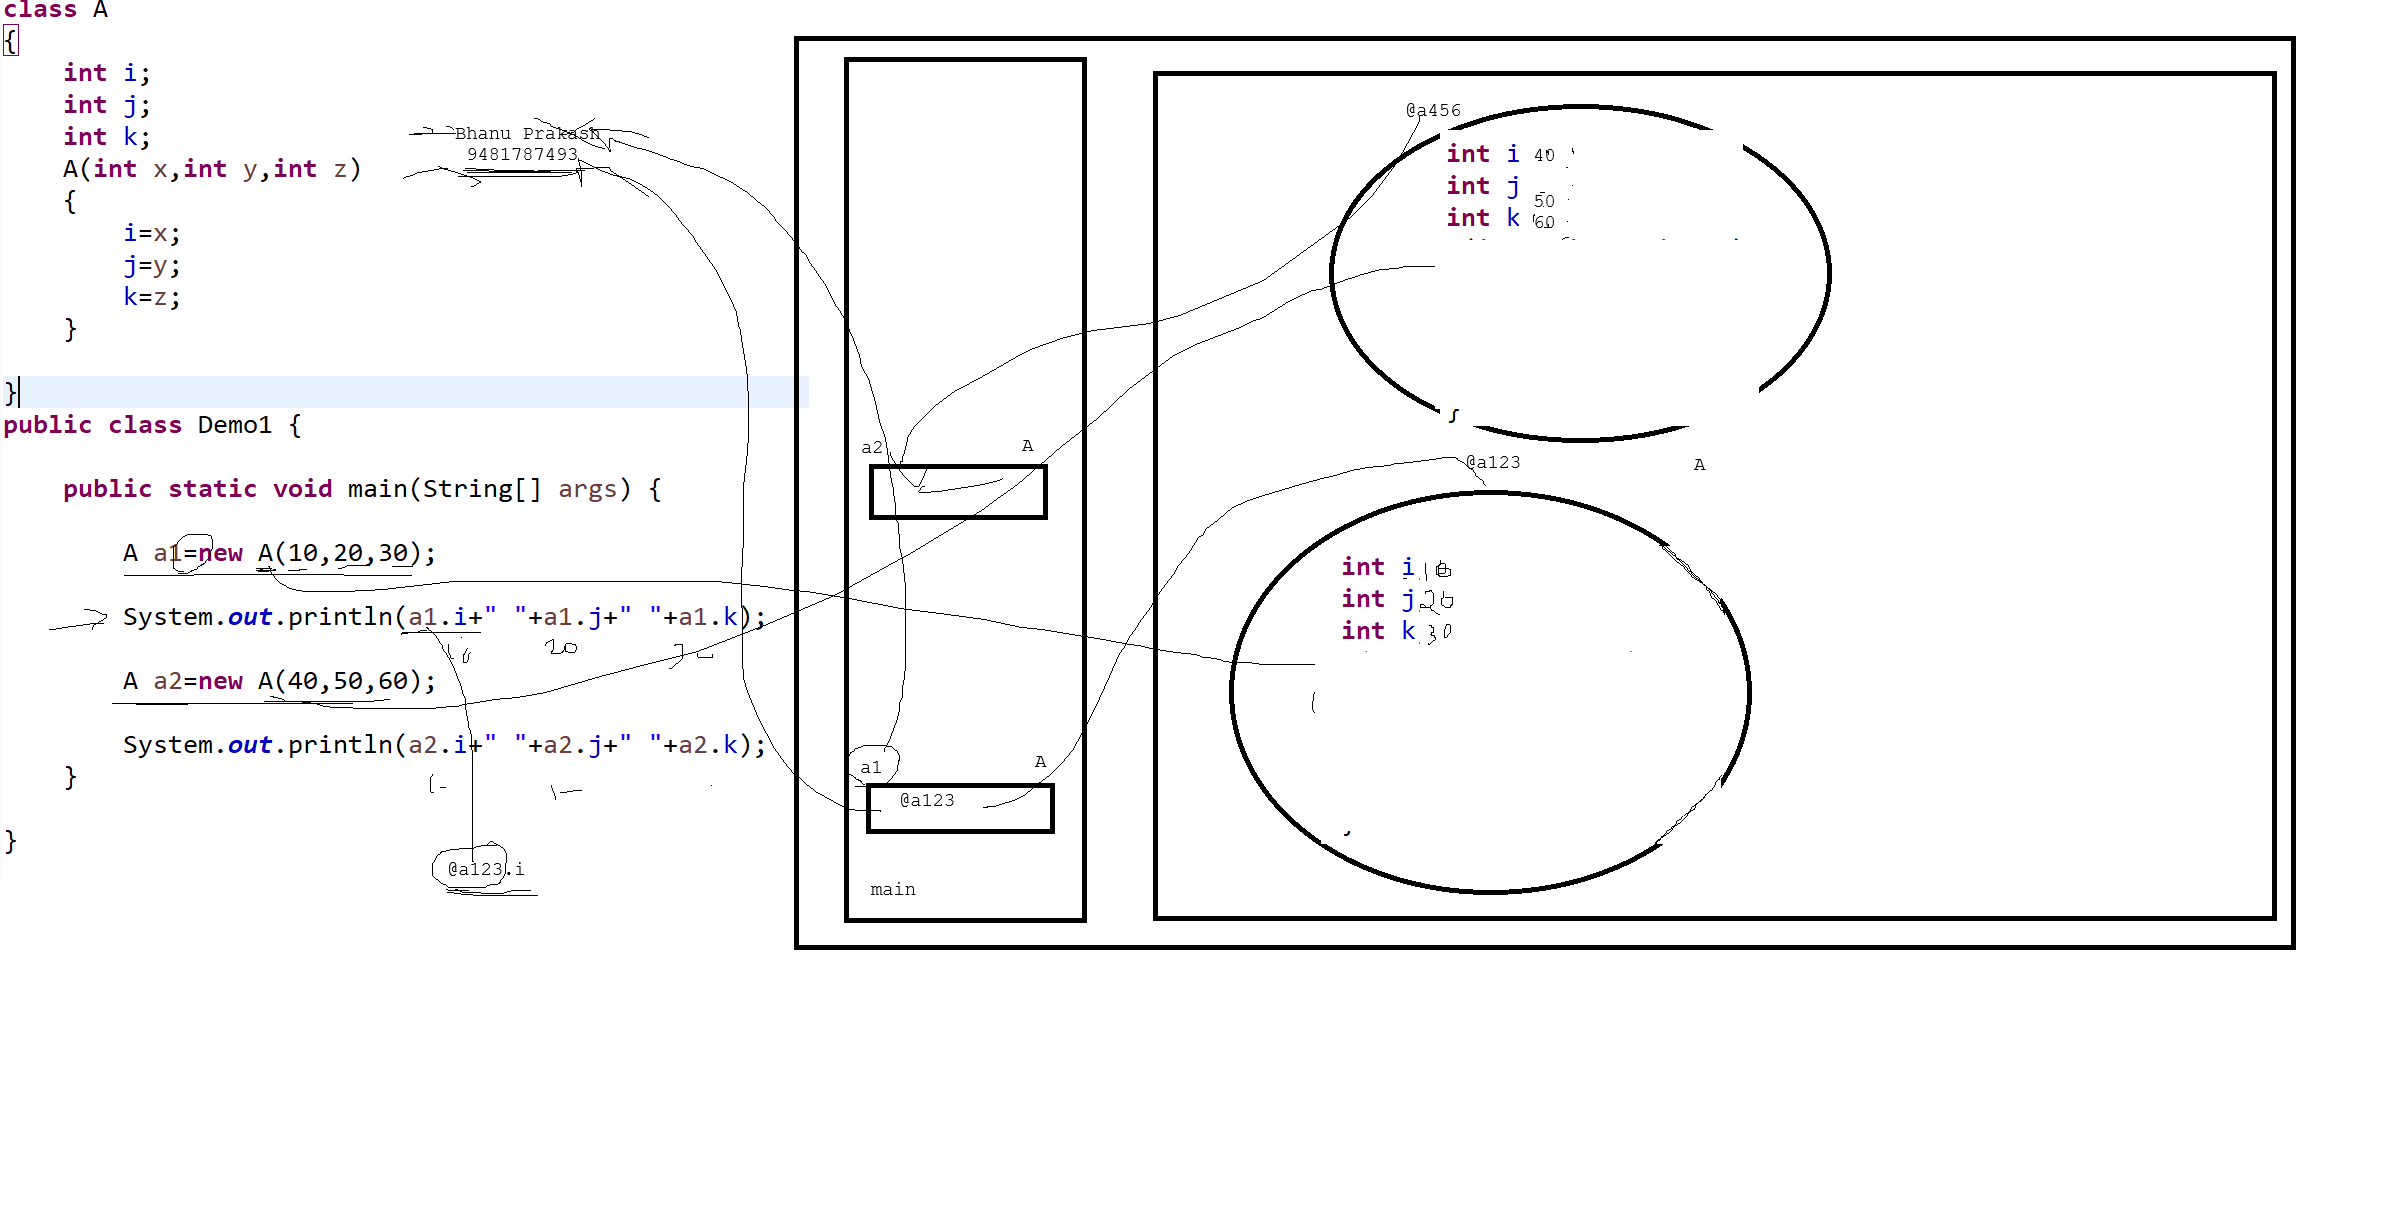 class A
{
int i;
int j;
int k;
A(int x,int y,int z)
{
i=x;
j=y;
k=z;
}
}
public class Demo1 {
public static void main(String[] args) {
A a1=new A(10,20,30);
System.out.println(a1.i+" "+a1.j+" "+a1.k);
10 20
A a2=new A(40,50,60);
System.out.println(a2.i+" "+a2.j+" "+a2.k);
}
}
@a123.i
Bhanu Prakash
9481787493
a2 A
a1 A
@a123
main
@a456
int i 40
int j 50
int k 60
@a123 A
int i 10
int j 20
int k 30